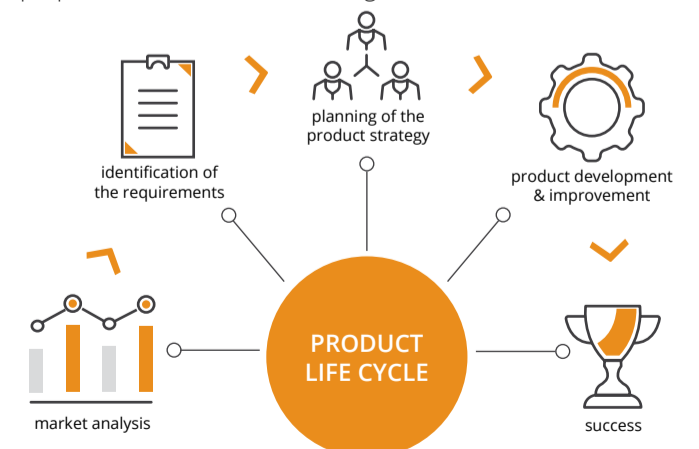 planning of the
product strategy
identification of
the requirements
product development
& improvement
PRODUCT
LIFE CYCLE
market analysis
success